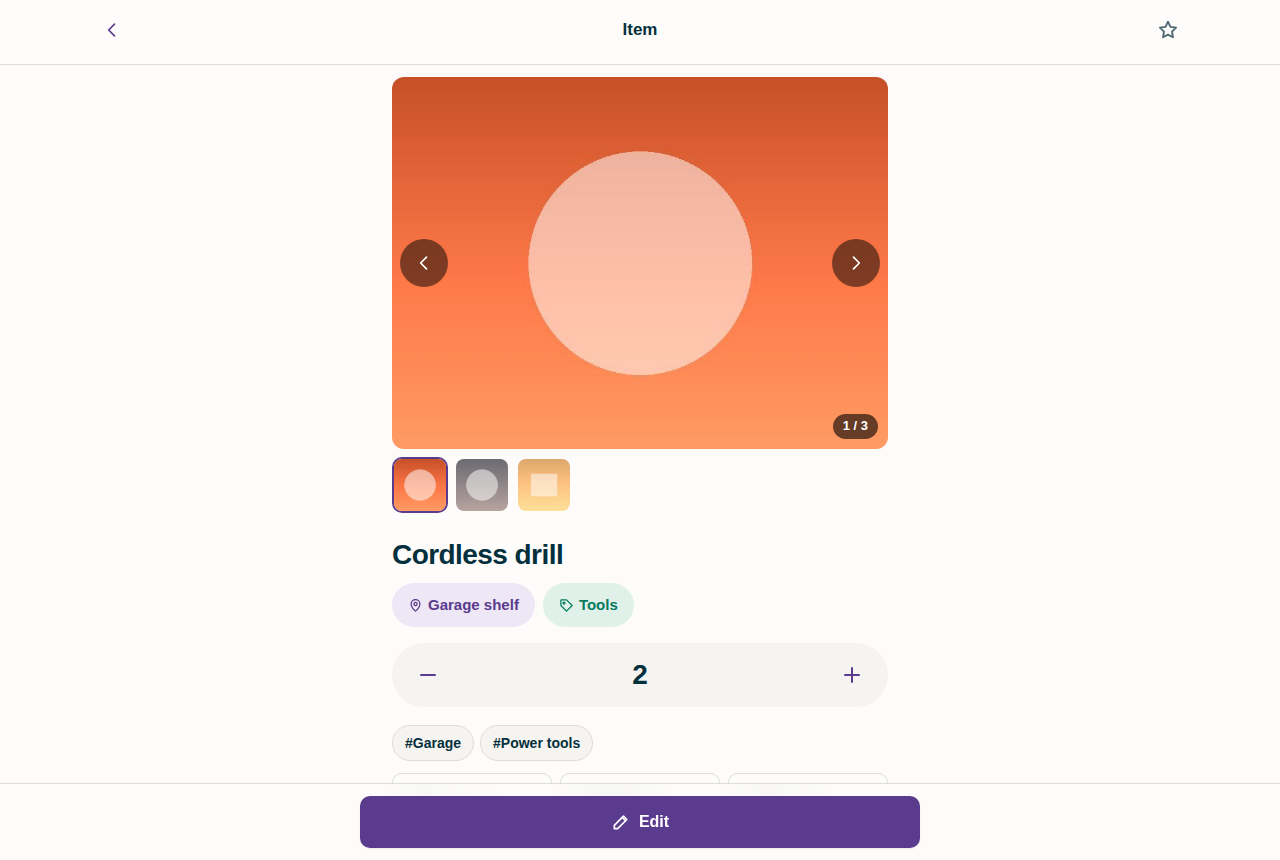 Item
1 / 3
Cordless drill
Garage shelf
Tools
2
#Garage
#Power tools
Edit